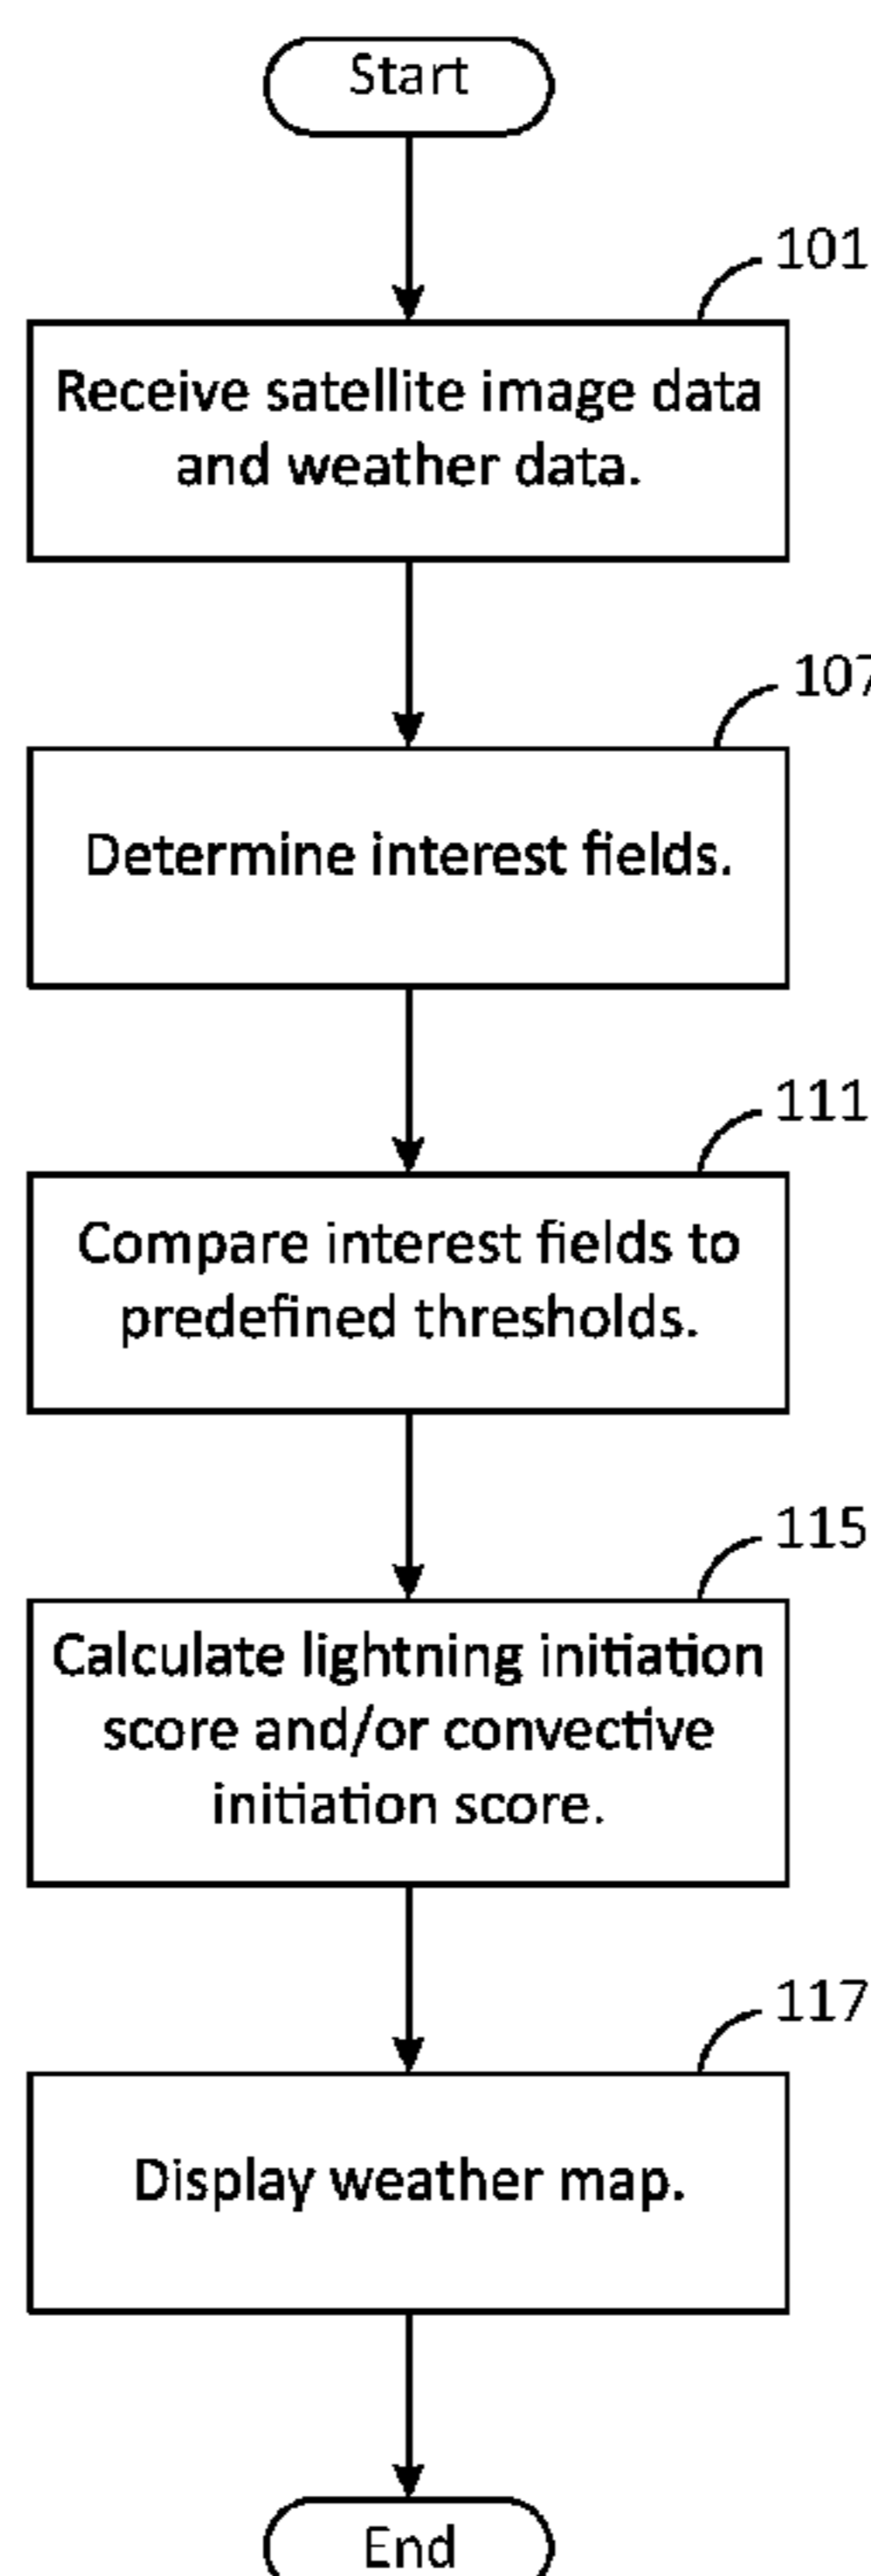 Start
101
Receive satellite image data
and weather data.
107
Determine interest fields.
111
Compare interest fields to
predefined thresholds.
115
Calculate lightning initiation
score and/or convective
initiation score.
117
Display weather map.
End